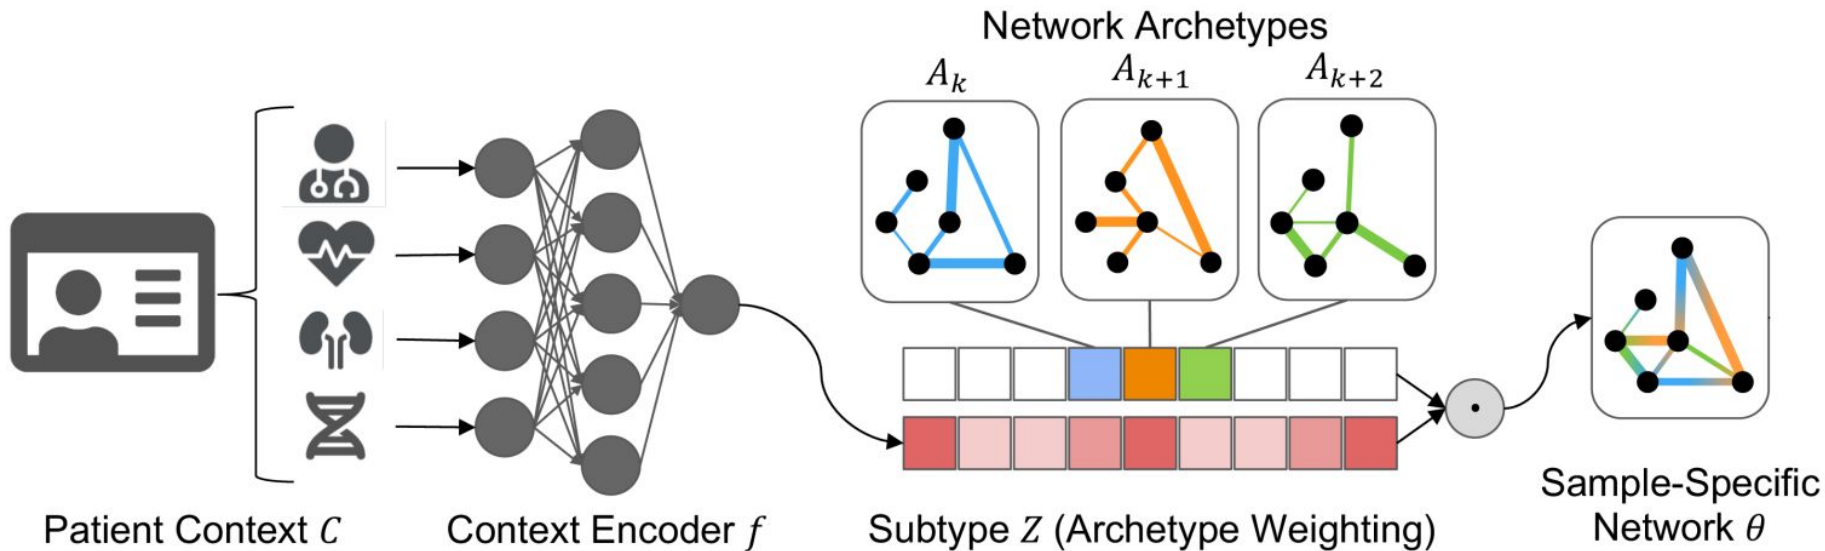 Network Archetypes
A_k
A_{k+1}
A_{k+2}
Patient Context C
Context Encoder f
Subtype Z (Archetype Weighting)
Sample-Specific
Network θ